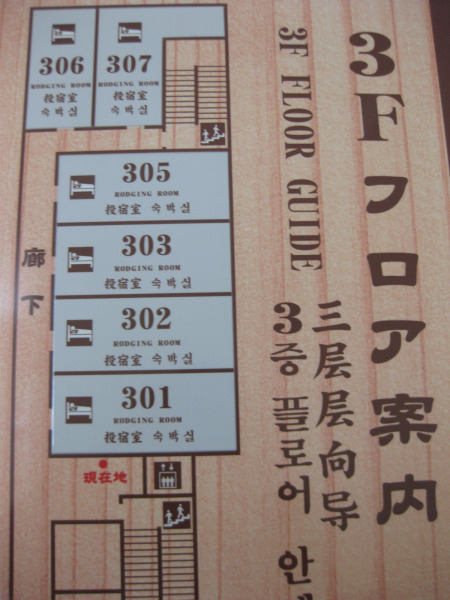 3Fフロア案内
3F FLOOR GUIDE
三层层向导
3증 플로어 안내
306
RODGING ROOM
投宿室
숙박실
307
RODGING ROOM
投宿室
숙박실
305
RODGING ROOM
投宿室 숙박실
303
RODGING ROOM
投宿室 숙박실
302
RODGING ROOM
投宿室 숙박실
301
RODGING ROOM
投宿室 숙박실
廊下
現在地